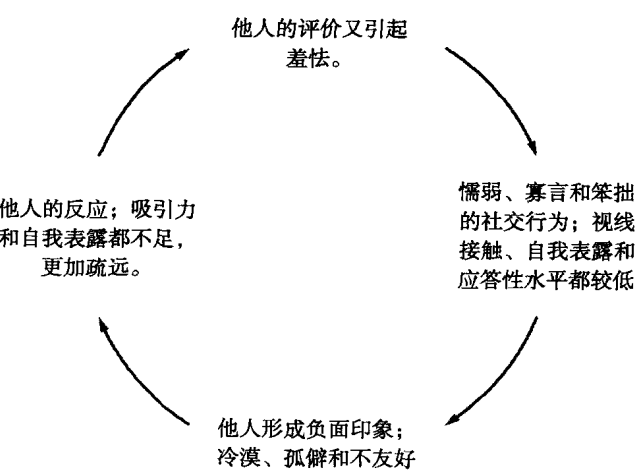 他人的评价又引起
羞怯。
懦弱、寡言和笨拙
的社交行为；视线
接触、自我表露和
应答性水平都较低
他人形成负面印象；
冷漠、孤僻和不友好
他人的反应；吸引力
和自我表露都不足，
更加疏远。